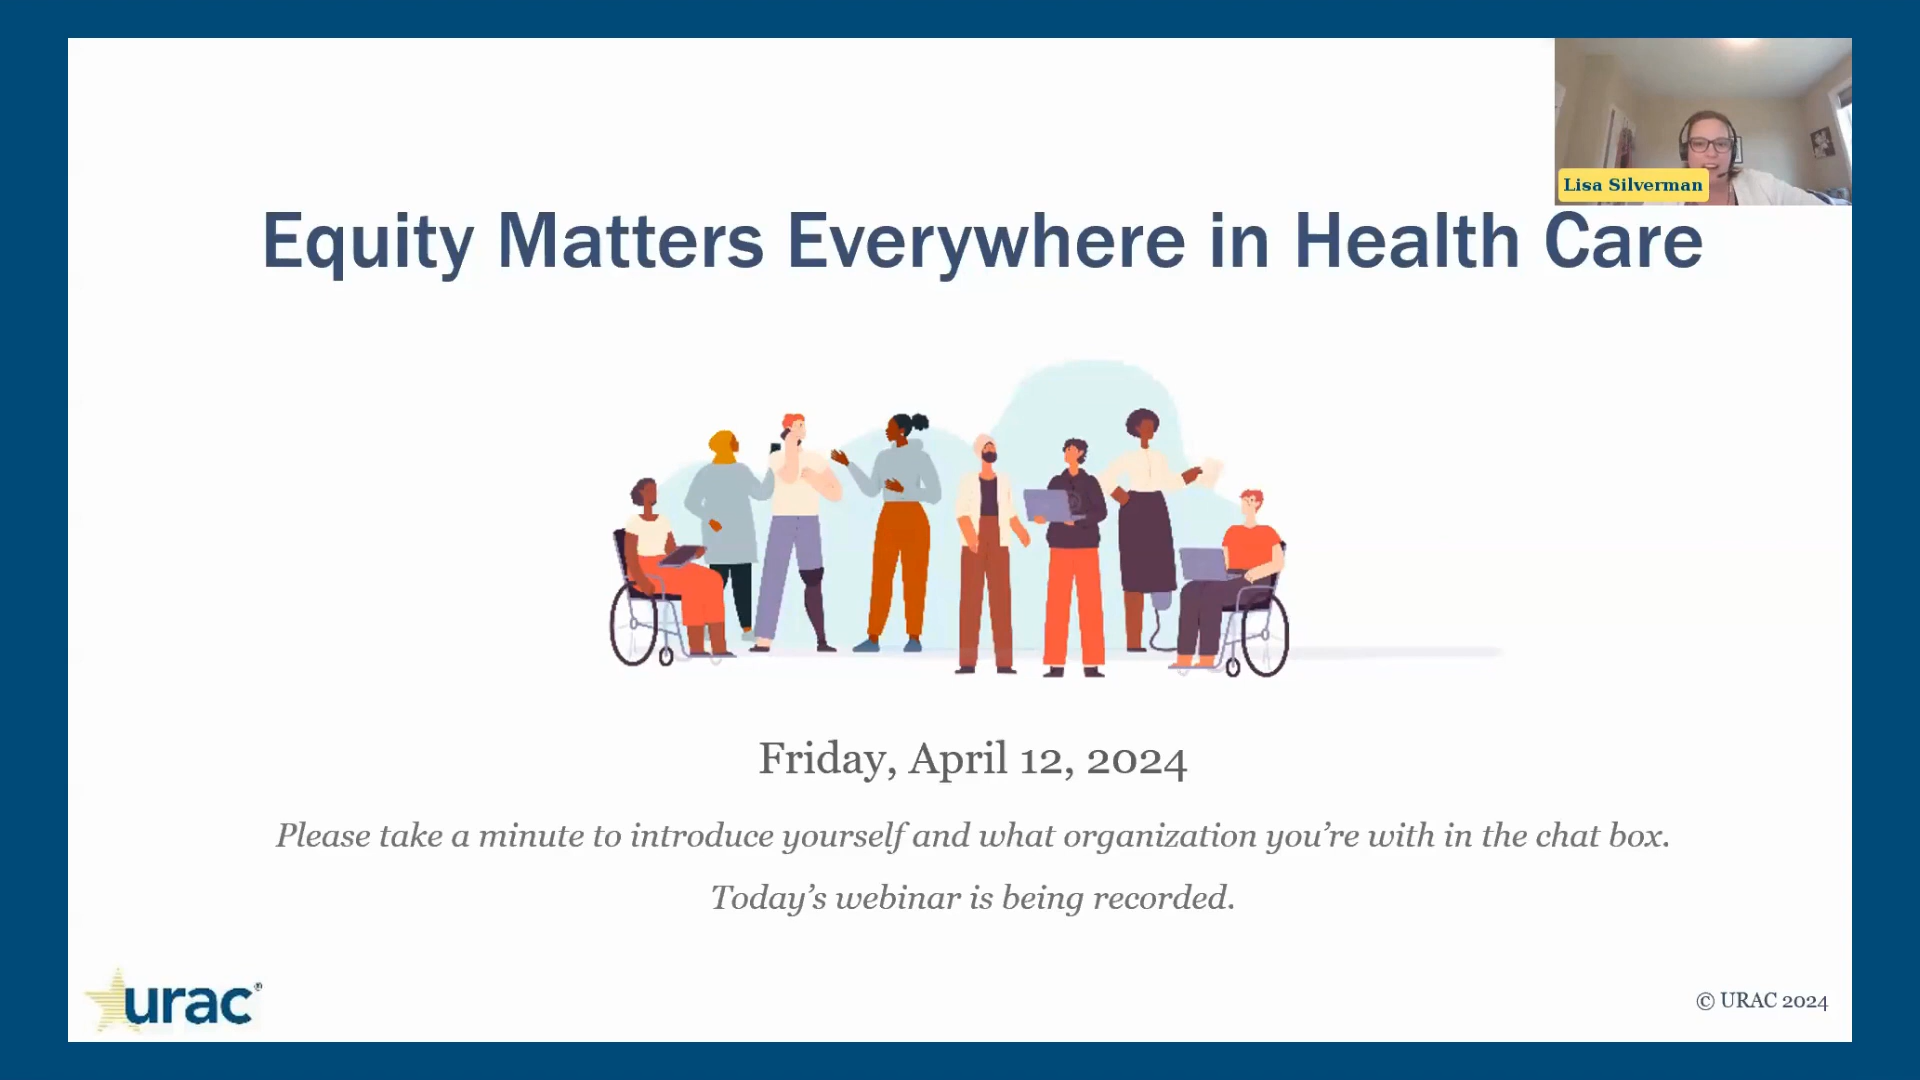 Lisa Silverman
Equity Matters Everywhere in Health Care
Friday, April 12, 2024
Please take a minute to introduce yourself and what organization you’re with in the chat box.
Today’s webinar is being recorded.
urac®
© URAC 2024